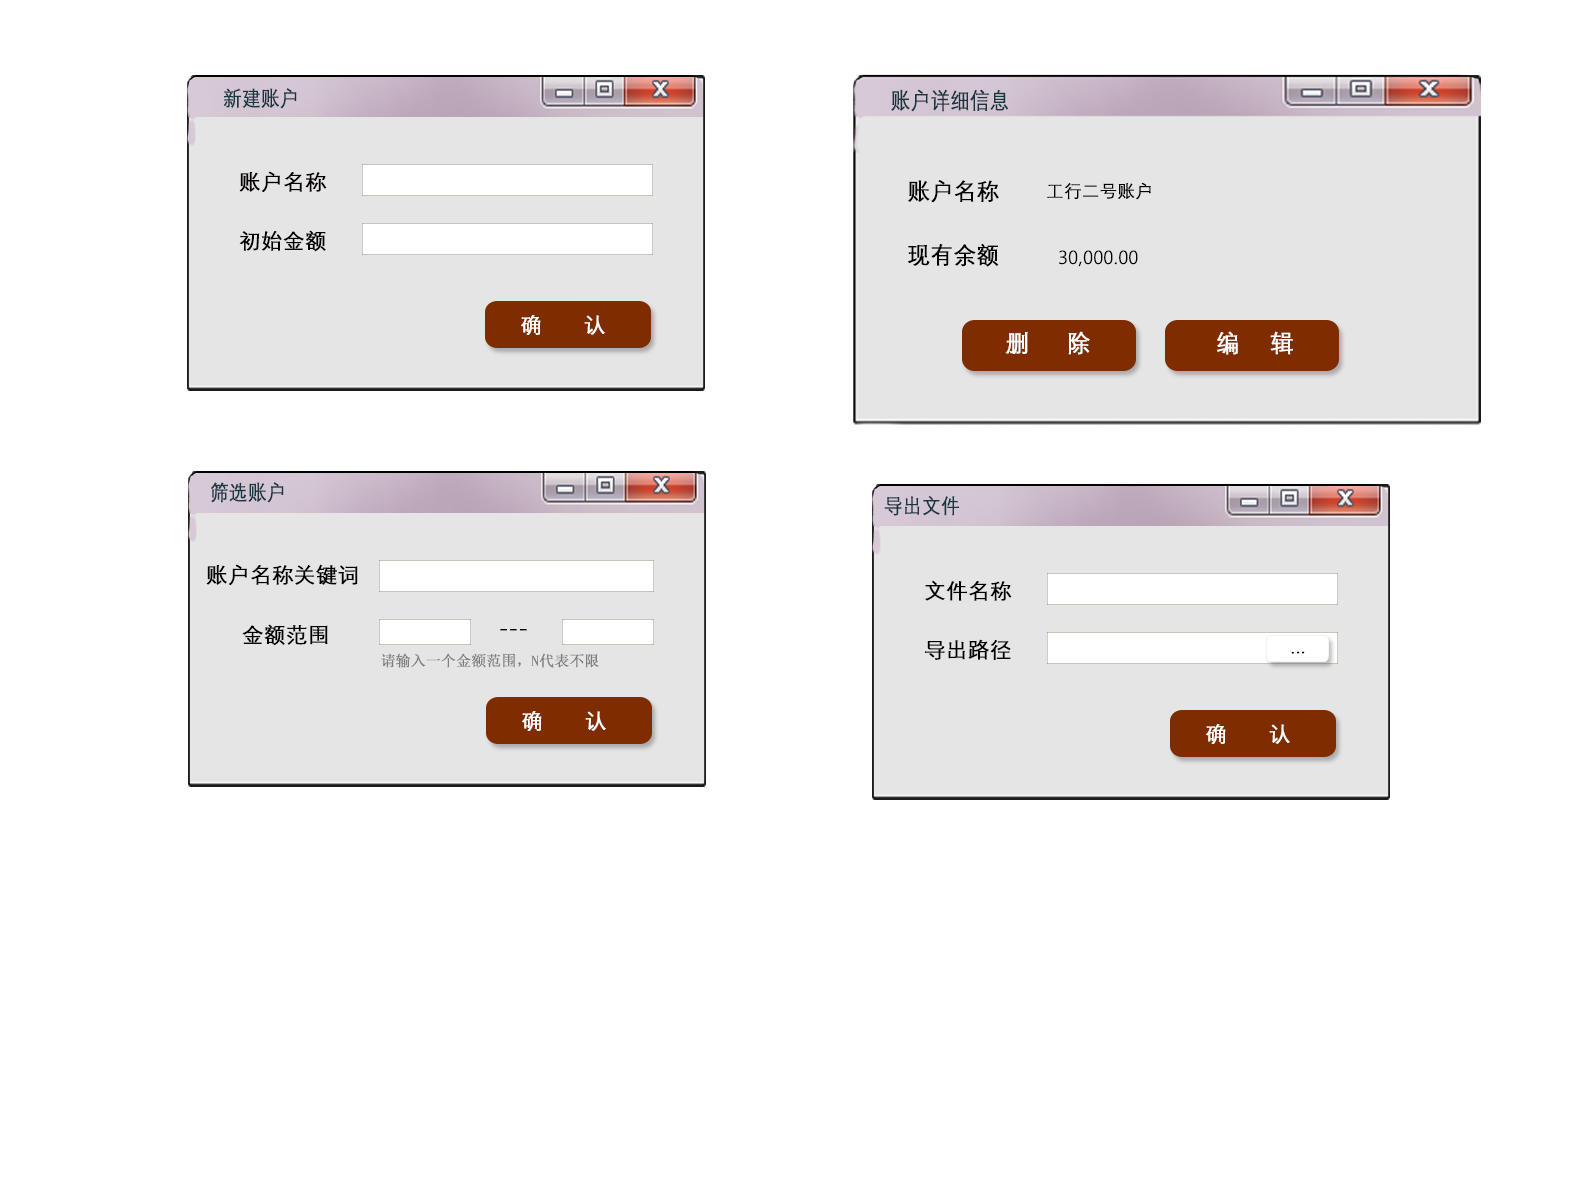 新建账户
账户名称
初始金额
确 认
账户详细信息
账户名称 工行二号账户
现有余额 30,000.00
删 除 编 辑
筛选账户
账户名称关键词
金额范围 ---
请输入一个金额范围，N代表不限
确 认
导出文件
文件名称
导出路径 ...
确 认